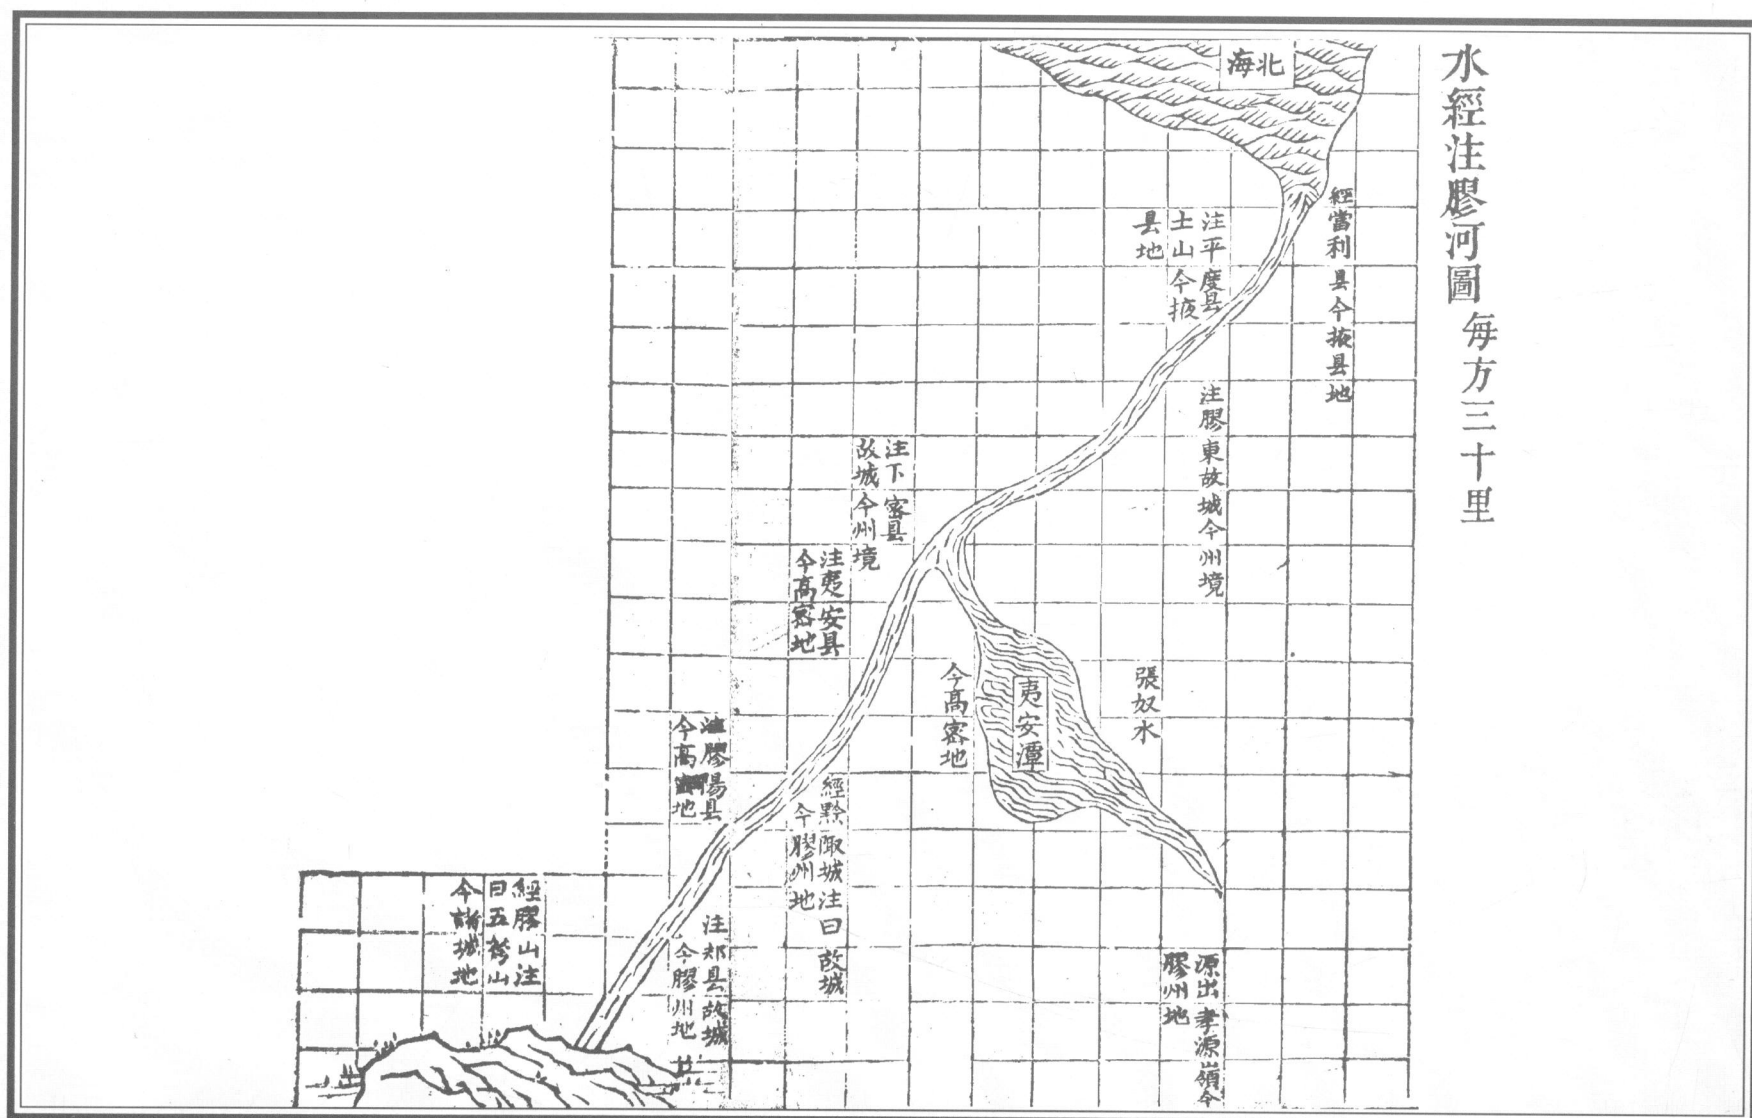 水經注膠河圖 每方三十里
北海
經當利县今掖县地
注平度县
土山今掖
县地
注膠東故城今州境
注下密县
故城今州境
注夷安县
今高密地
張奴水
夷安潭
今高密地
源出孝源嶺今
膠州地
注膠陽县
今高密地
經黔陬城注曰故城
今膠州地
注郱县故城
今膠州地
經膠山注
曰五弩山
今諸城地